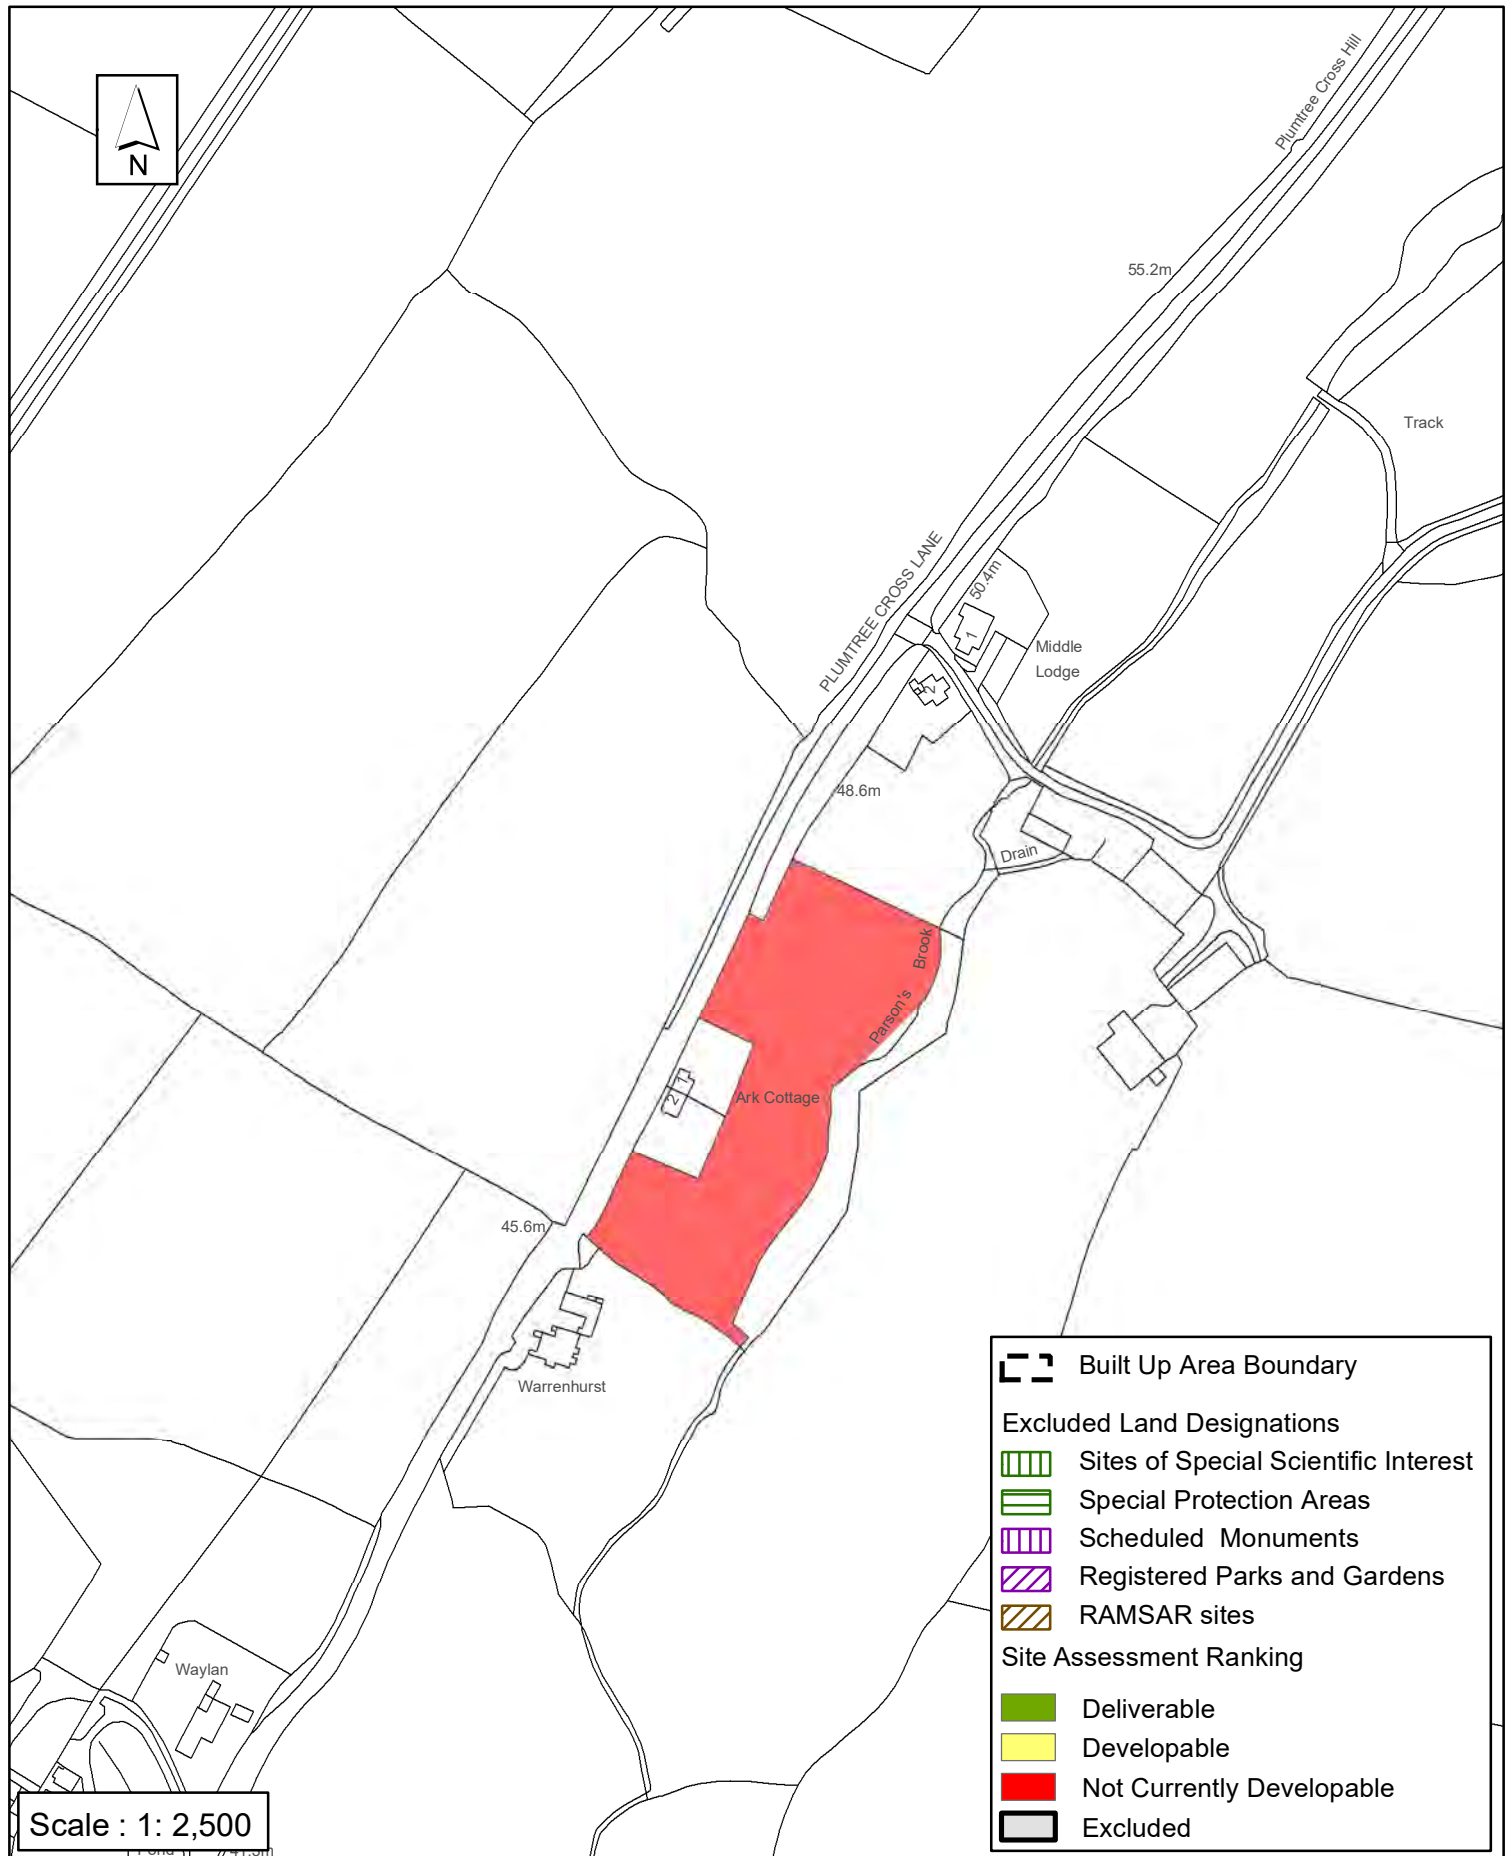 Plumtree Cross Hill
N
55.2m
Track
PLUMTREE CROSS LANE
50.4m
1
Middle
Lodge
2
48.6m
Drain
Brook
Parson's
1
2
Ark Cottage
45.6m
Warrenhurst
Built Up Area Boundary
Excluded Land Designations
Sites of Special Scientific Interest
Special Protection Areas
Scheduled Monuments
Registered Parks and Gardens
RAMSAR sites
Site Assessment Ranking
Deliverable
Developable
Not Currently Developable
Excluded
Waylan
Scale : 1: 2,500